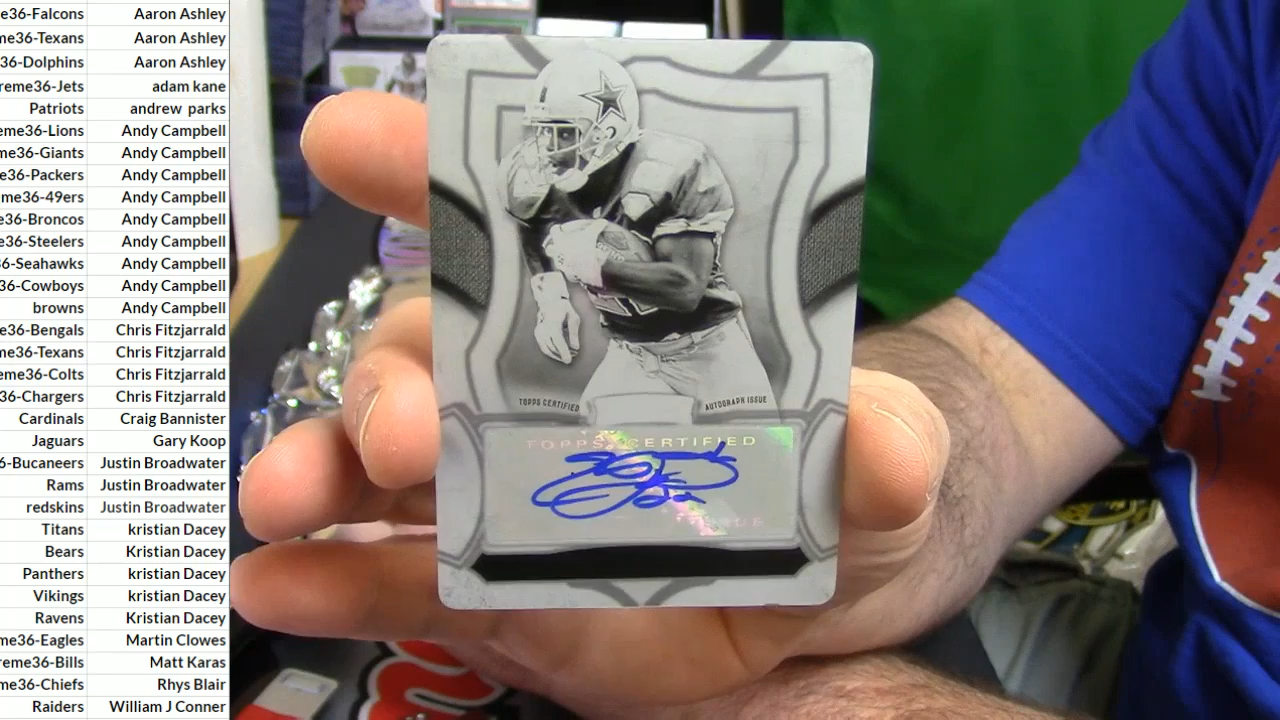 e36-Falcons Aaron Ashley
me36-Texans Aaron Ashley
36-Dolphins Aaron Ashley
reme36-Jets adam kane
Patriots andrew parks
eme36-Lions Andy Campbell
me36-Giants Andy Campbell
me36-Packers Andy Campbell
me36-49ers Andy Campbell
e36-Broncos Andy Campbell
e36-Steelers Andy Campbell
36-Seahawks Andy Campbell
36-Cowboys Andy Campbell
browns Andy Campbell
e36-Bengals Chris Fitzjarrald
me36-Texans Chris Fitzjarrald
eme36-Colts Chris Fitzjarrald
36-Chargers Chris Fitzjarrald
Cardinals Craig Bannister
Jaguars Gary Koop
6-Bucaneers Justin Broadwater
Rams Justin Broadwater
redskins Justin Broadwater
Titans kristian Dacey
Bears Kristian Dacey
Panthers kristian Dacey
Vikings kristian Dacey
Ravens Kristian Dacey
me36-Eagles Martin Clowes
reme36-Bills Matt Karas
me36-Chiefs Rhys Blair
Raiders William J Conner
TOPPS CERTIFIED AUTOGRAPH ISSUE
TOPPS CERTIFIED